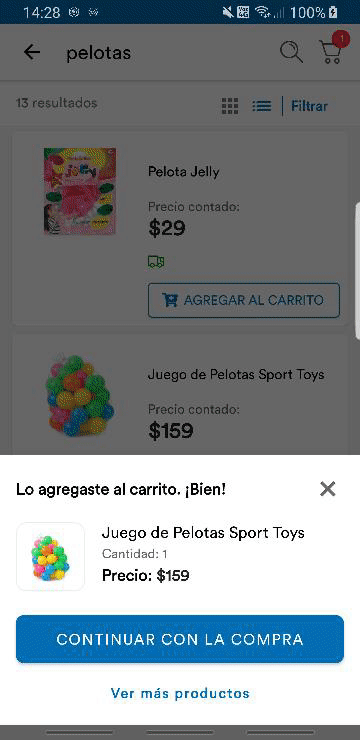 14:28
100%
pelotas
1
13 resultados
Filtrar
Jelly
Pelota Jelly
Precio contado:
$29
AGREGAR AL CARRITO
Juego de Pelotas Sport Toys
Precio contado:
$159
Lo agregaste al carrito. ¡Bien!
Juego de Pelotas Sport Toys
Cantidad: 1
Precio: $159
CONTINUAR CON LA COMPRA
Ver más productos